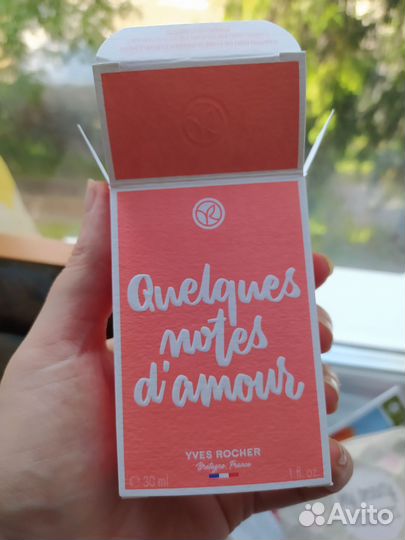 Quelques
notes
d'amour
YVES ROCHER
Bretagne, France
℮ 30 ml 1 fl. oz
Avito